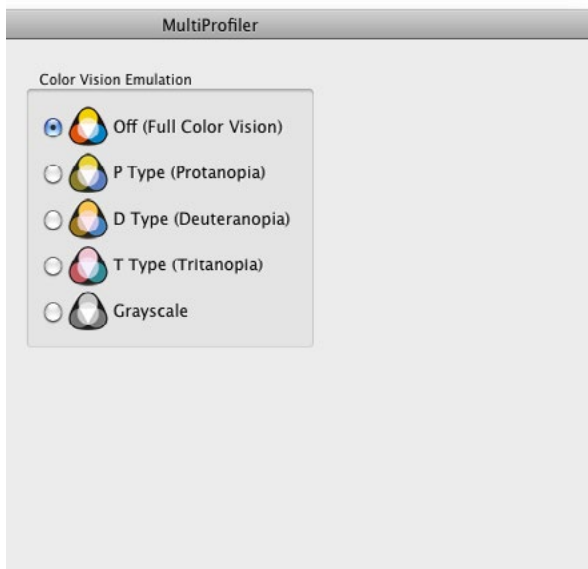 MultiProfiler
Color Vision Emulation
Off (Full Color Vision)
P Type (Protanopia)
D Type (Deuteranopia)
T Type (Tritanopia)
Grayscale